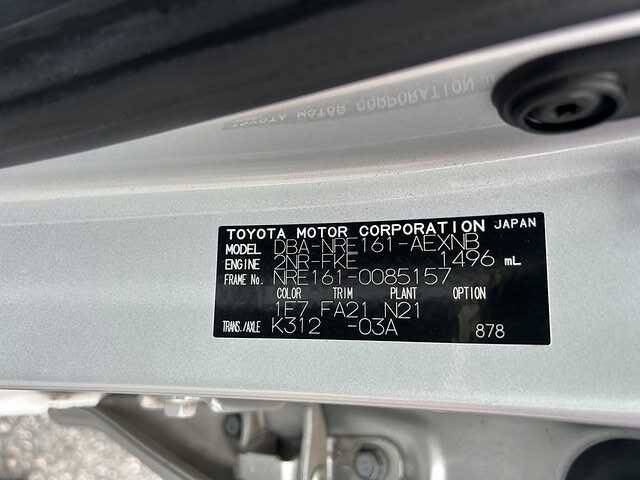 TOYOTA MOTOR CORPORATION JAPAN
MODEL DBA-NRE161-AEXNB
ENGINE 2NR-FKE 1496 mL
FRAME No. NRE161-0085157
COLOR TRIM PLANT OPTION
1F7 FA21 N21
TRANS./AXLE K312 -03A 878